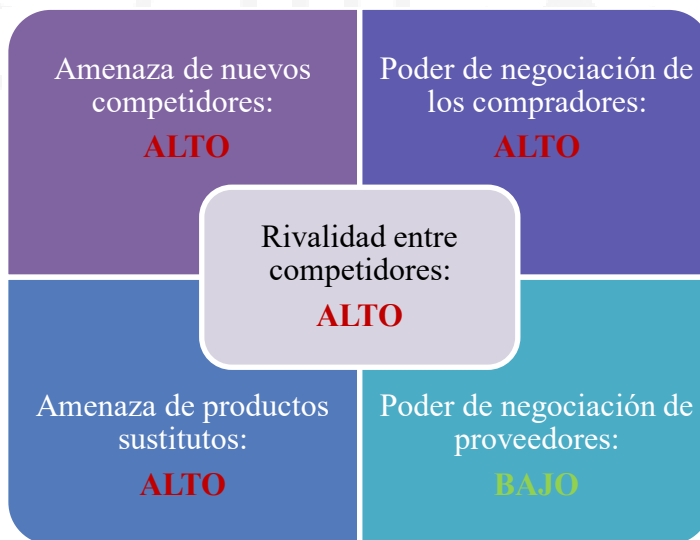 Amenaza de nuevos
competidores:
ALTO
Poder de negociación de
los compradores:
ALTO
Rivalidad entre
competidores:
ALTO
Amenaza de productos
sustitutos:
ALTO
Poder de negociación de
proveedores:
BAJO